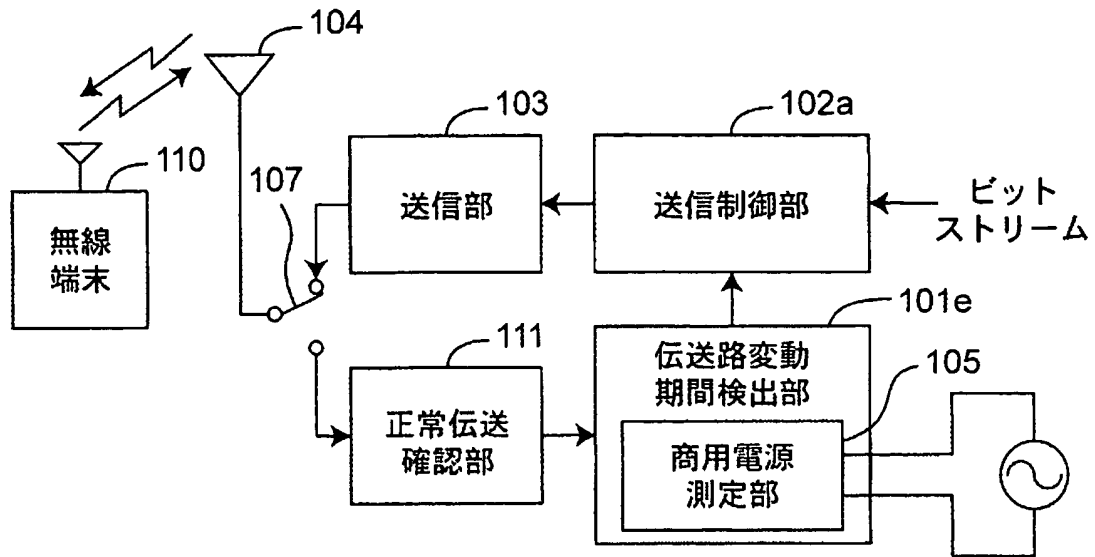 104
103
102a
110
107
送信部
送信制御部
ビット
ストリーム
無線
端末
111
101e
105
伝送路変動
期間検出部
正常伝送
確認部
商用電源
測定部